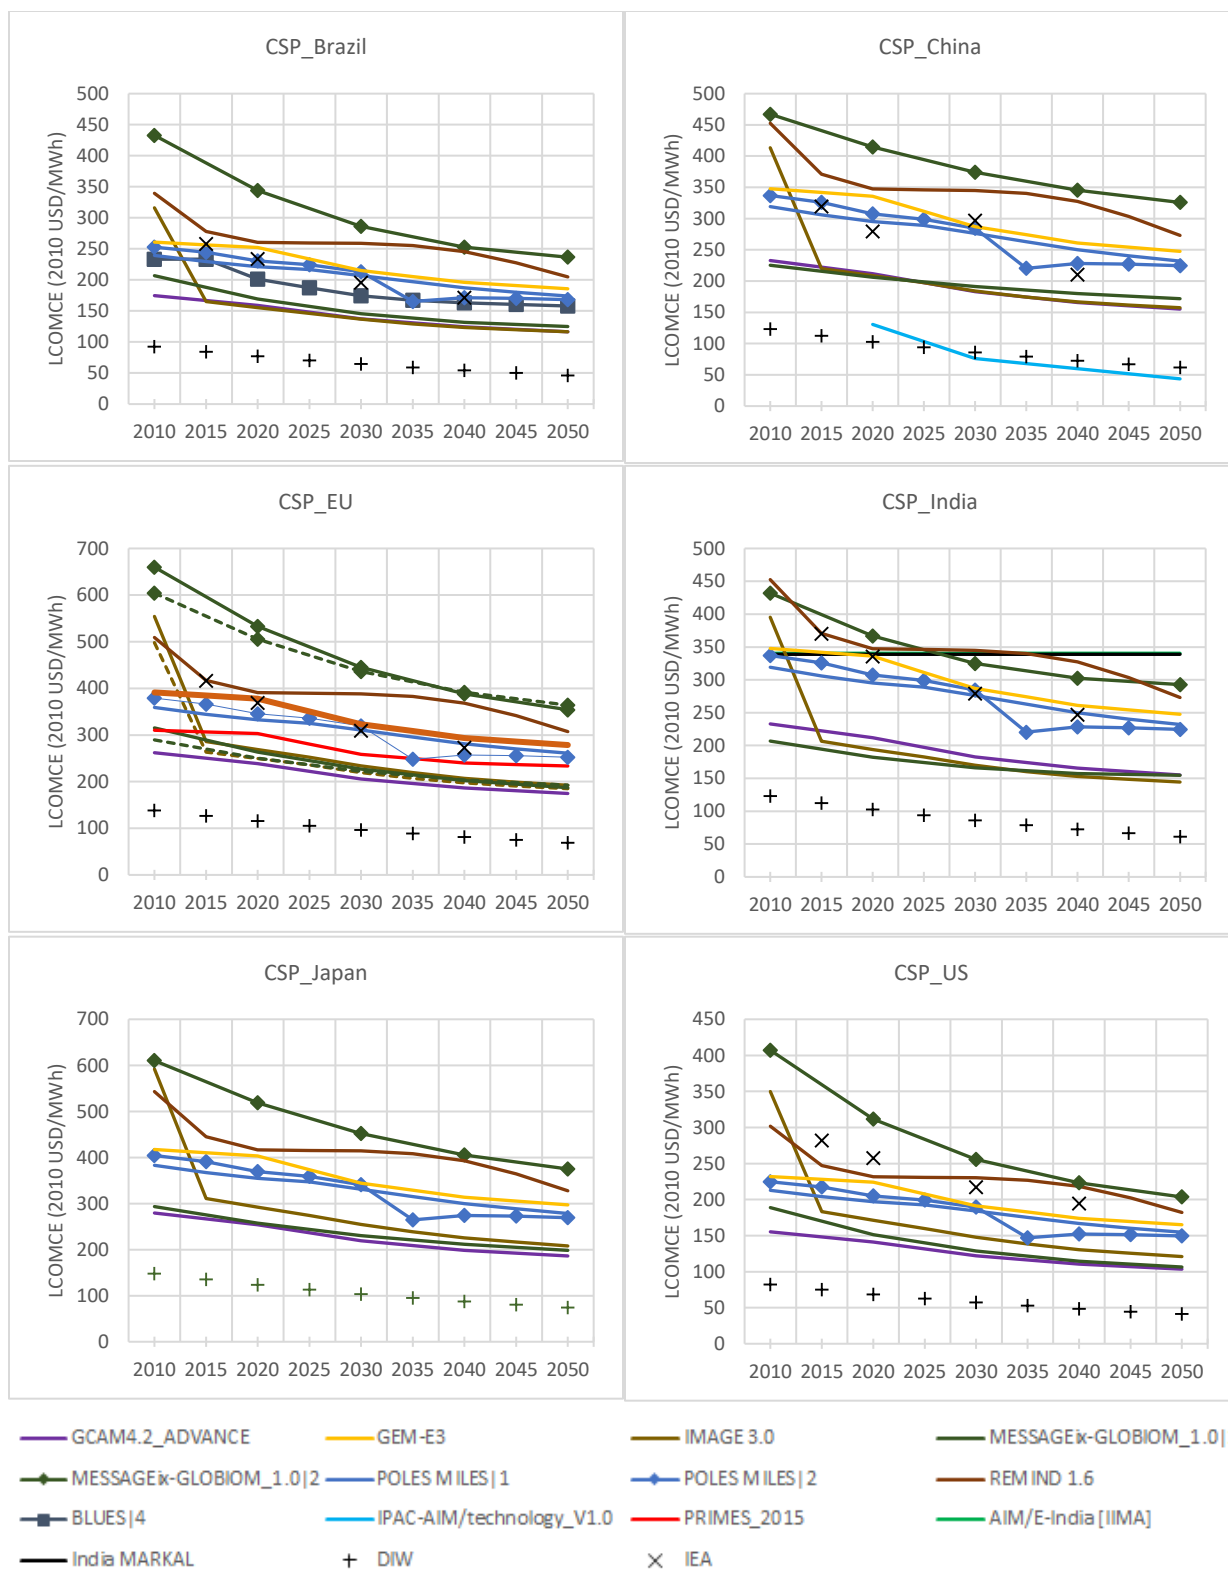 CSP_Brazil
LCOMCE (2010 USD/MWh)
500
450
400
350
300
250
200
150
100
50
0
2010 2015 2020 2025 2030 2035 2040 2045 2050
CSP_China
LCOMCE (2010 USD/MWh)
500
450
400
350
300
250
200
150
100
50
0
2010 2015 2020 2025 2030 2035 2040 2045 2050
CSP_EU
LCOMCE (2010 USD/MWh)
700
600
500
400
300
200
100
0
2010 2015 2020 2025 2030 2035 2040 2045 2050
CSP_India
LCOMCE (2010 USD/MWh)
500
450
400
350
300
250
200
150
100
50
0
2010 2015 2020 2025 2030 2035 2040 2045 2050
CSP_Japan
LCOMCE (2010 USD/MWh)
700
600
500
400
300
200
100
0
2010 2015 2020 2025 2030 2035 2040 2045 2050
CSP_US
LCOMCE (2010 USD/MWh)
450
400
350
300
250
200
150
100
50
0
2010 2015 2020 2025 2030 2035 2040 2045 2050
GCAM4.2_ADVANCE GEM-E3 IMAGE 3.0 MESSAGEix-GLOBIOM_1.0|
MESSAGEix-GLOBIOM_1.0|2 POLES MILES|1 POLES MILES|2 REMIND 1.6
BLUES|4 IPAC-AIM/technology_V1.0 PRIMES_2015 AIM/E-India [IIMA]
India MARKAL DIW IEA